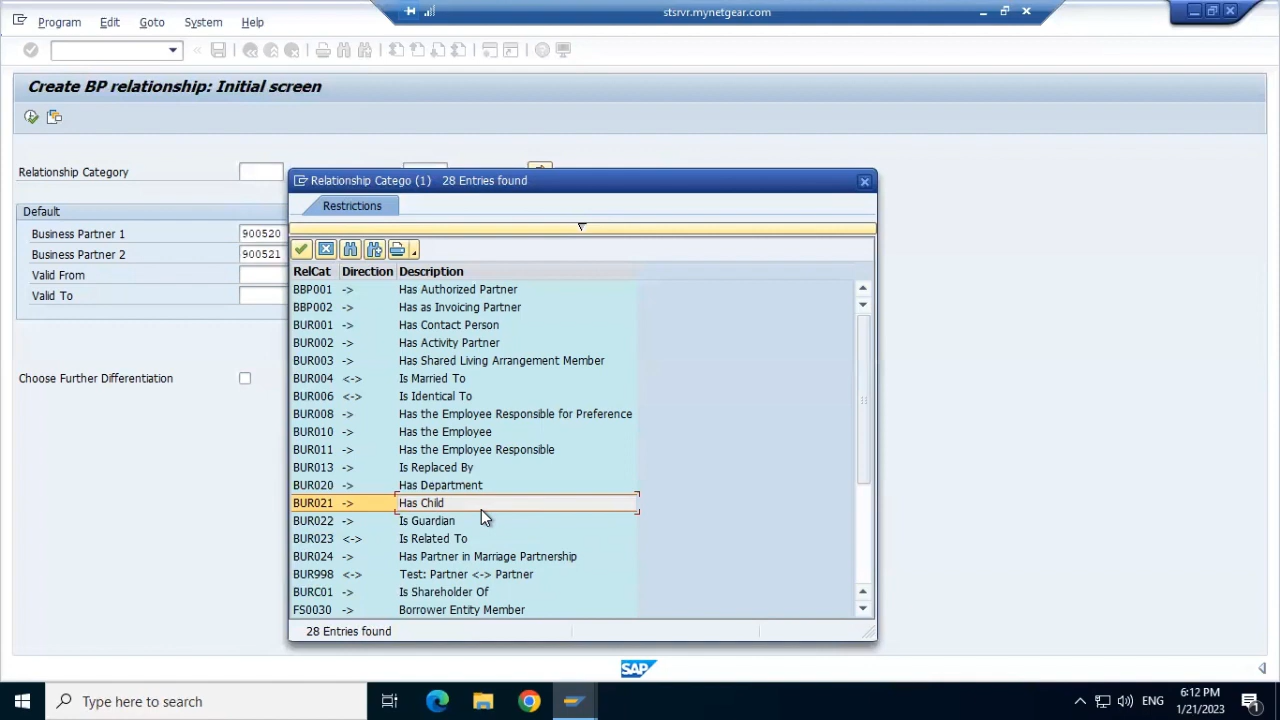 Program Edit Goto System Help
stsrvr.mynetgear.com
Create BP relationship: Initial screen
Relationship Category
Default
Business Partner 1 900520
Business Partner 2 900521
Valid From
Valid To
Choose Further Differentiation
Relationship Catego (1) 28 Entries found
Restrictions
RelCat Direction Description
BBP001 -> Has Authorized Partner
BBP002 -> Has as Invoicing Partner
BUR001 -> Has Contact Person
BUR002 -> Has Activity Partner
BUR003 -> Has Shared Living Arrangement Member
BUR004 <-> Is Married To
BUR006 <-> Is Identical To
BUR008 -> Has the Employee Responsible for Preference
BUR010 -> Has the Employee
BUR011 -> Has the Employee Responsible
BUR013 -> Is Replaced By
BUR020 -> Has Department
BUR021 -> Has Child
BUR022 -> Is Guardian
BUR023 <-> Is Related To
BUR024 -> Has Partner in Marriage Partnership
BUR998 <-> Test: Partner <-> Partner
BURC01 -> Is Shareholder Of
FS0030 -> Borrower Entity Member
28 Entries found
SAP
Type here to search
ENG
6:12 PM
1/21/2023
1